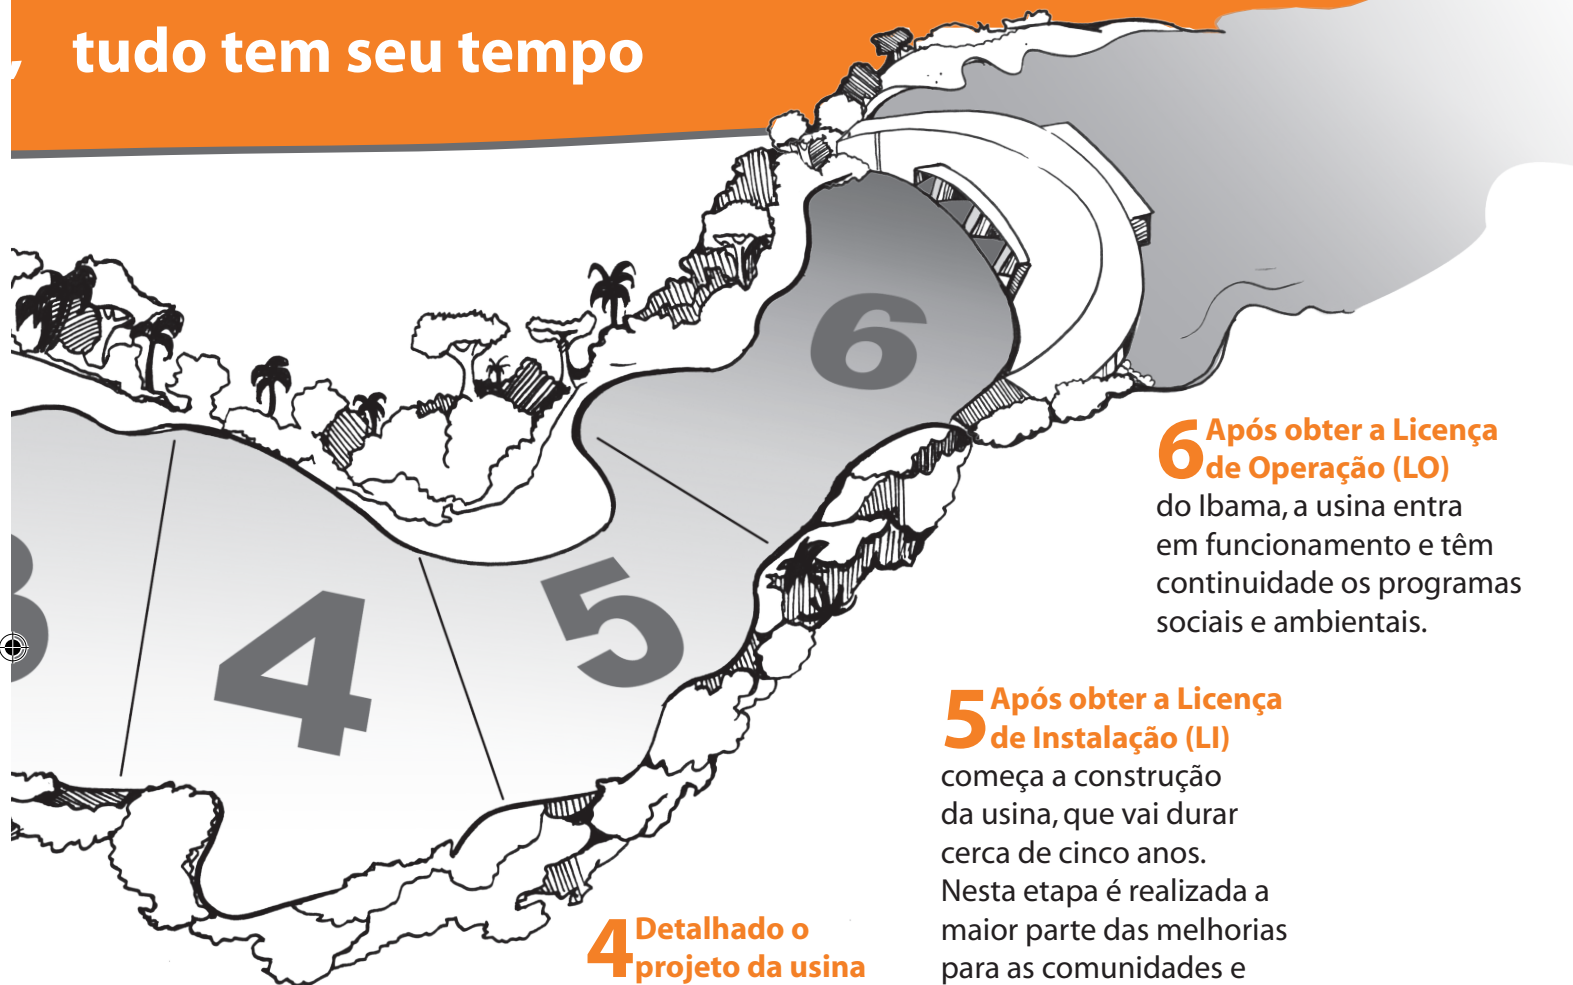 , tudo tem seu tempo
6
3
4
5
6 Após obter a Licença
de Operação (LO)
do Ibama, a usina entra
em funcionamento e têm
continuidade os programas
sociais e ambientais.
5 Após obter a Licença
de Instalação (LI)
começa a construção
da usina, que vai durar
cerca de cinco anos.
Nesta etapa é realizada a
maior parte das melhorias
para as comunidades e
4 Detalhado o
projeto da usina